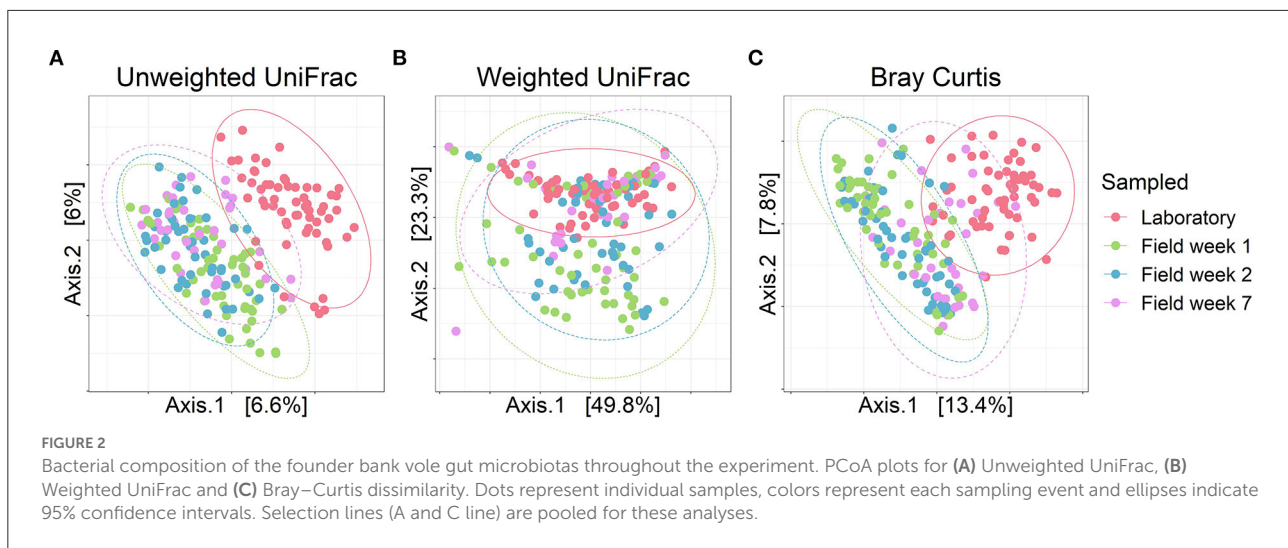 A
Unweighted UniFrac
Axis.2 [6%]
Axis.1 [6.6%]
B
Weighted UniFrac
Axis.2 [23.3%]
Axis.1 [49.8%]
C
Bray Curtis
Axis.2 [7.8%]
Axis.1 [13.4%]
Sampled
Laboratory
Field week 1
Field week 2
Field week 7
FIGURE 2
Bacterial composition of the founder bank vole gut microbiotas throughout the experiment. PCoA plots for (A) Unweighted UniFrac, (B)
Weighted UniFrac and (C) Bray–Curtis dissimilarity. Dots represent individual samples, colors represent each sampling event and ellipses indicate
95% confidence intervals. Selection lines (A and C line) are pooled for these analyses.